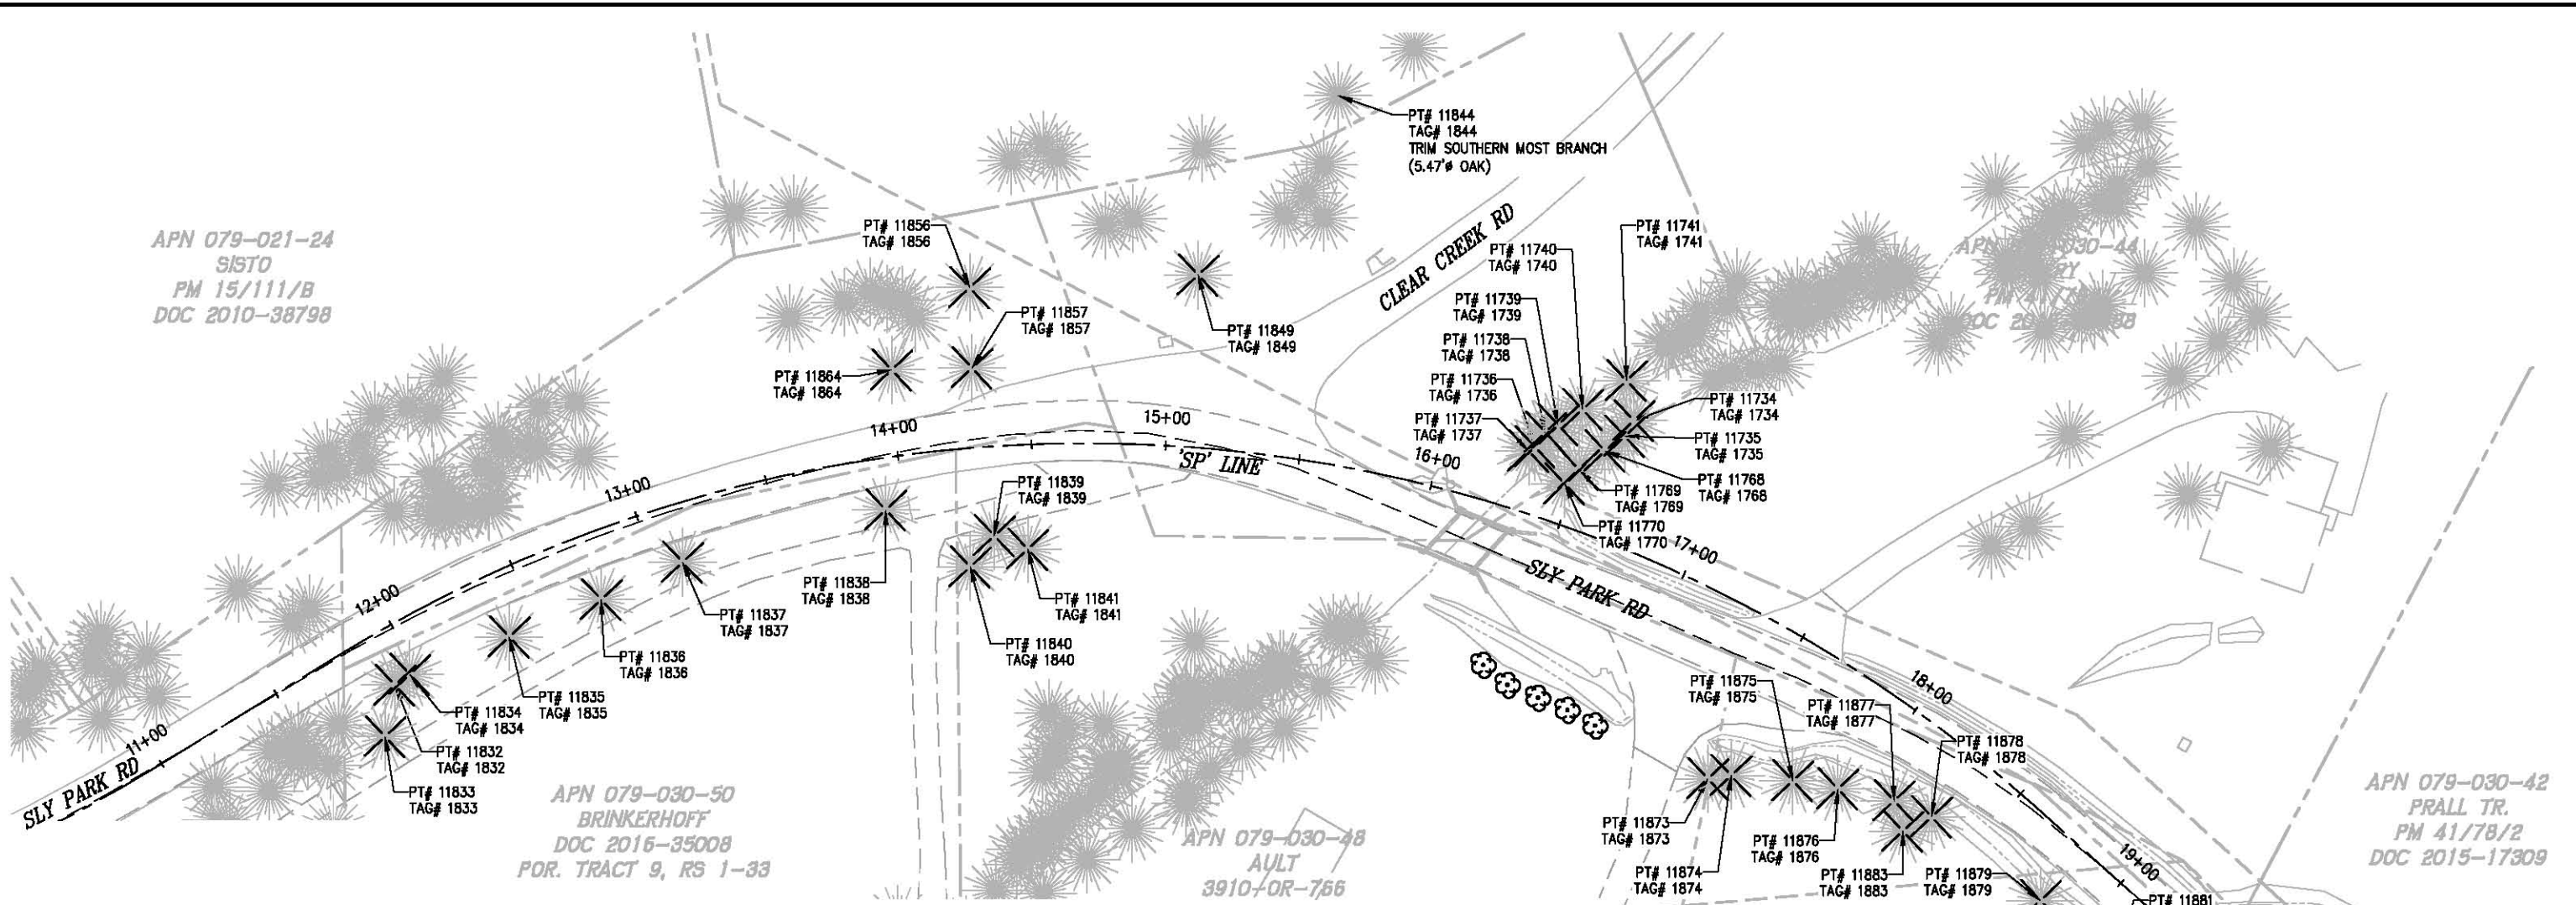 APN 079-021-24
SISTO
PM 15/111/B
DOC 2010-38798
PT# 11844
TAG# 1844
TRIM SOUTHERN MOST BRANCH
(5.47'ø OAK)
PT# 11856
TAG# 1856
PT# 11857
TAG# 1857
PT# 11864
TAG# 1864
PT# 11849
TAG# 1849
CLEAR CREEK RD
PT# 11741
TAG# 1741
PT# 11740
TAG# 1740
PT# 11739
TAG# 1739
PT# 11738
TAG# 1738
PT# 11736
TAG# 1736
PT# 11737
TAG# 1737
PT# 11734
TAG# 1734
PT# 11735
TAG# 1735
PT# 11768
TAG# 1768
PT# 11769
TAG# 1769
PT# 11770
TAG# 1770
11+00
12+00
13+00
14+00
15+00
16+00
17+00
18+00
19+00
'SP' LINE
SLY PARK RD
SLY PARK RD
PT# 11839
TAG# 1839
PT# 11838
TAG# 1838
PT# 11841
TAG# 1841
PT# 11840
TAG# 1840
PT# 11837
TAG# 1837
PT# 11836
TAG# 1836
PT# 11835
TAG# 1835
PT# 11834
TAG# 1834
PT# 11832
TAG# 1832
PT# 11833
TAG# 1833
APN 079-030-50
BRINKERHOFF
DOC 2016-35008
POR. TRACT 9, RS 1-33
APN 079-030-48
AULT
3910-OR-766
PT# 11875
TAG# 1875
PT# 11877
TAG# 1877
PT# 11878
TAG# 1878
PT# 11873
TAG# 1873
PT# 11874
TAG# 1874
PT# 11876
TAG# 1876
PT# 11883
TAG# 1883
PT# 11879
TAG# 1879
PT# 11881
APN 079-030-42
PRALL TR.
PM 41/78/2
DOC 2015-17309